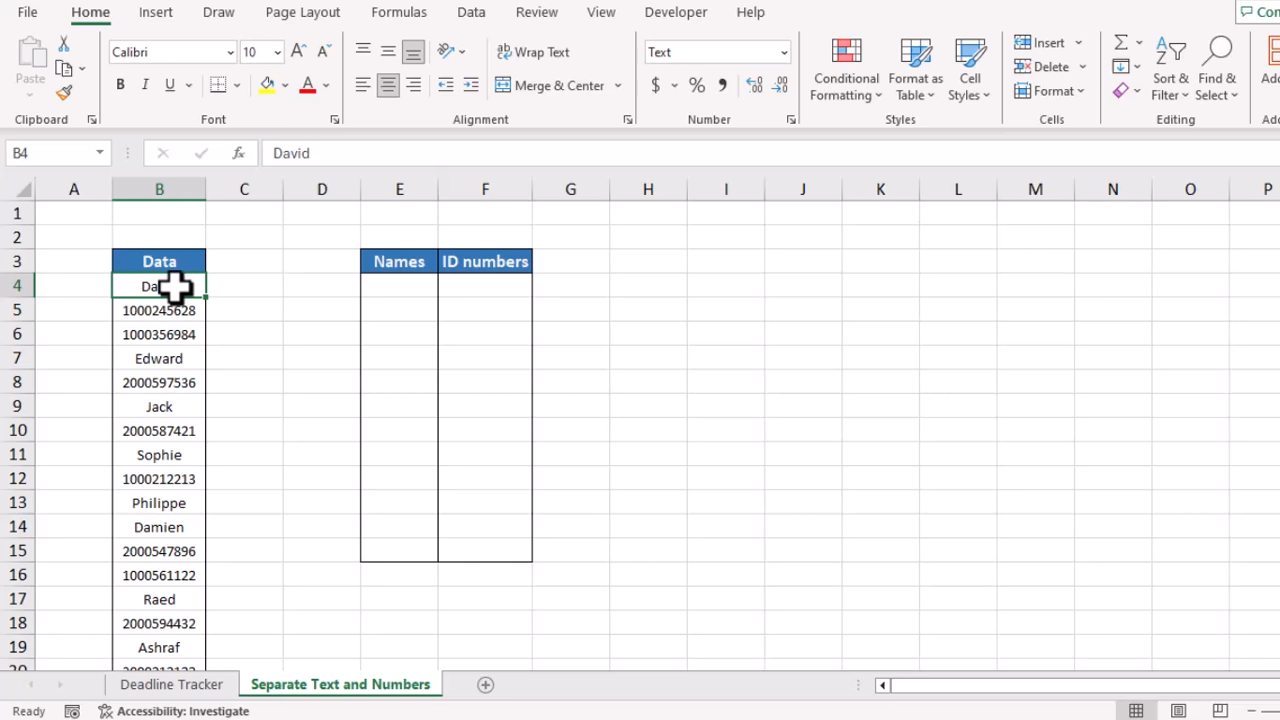 File Home Insert Draw Page Layout Formulas Data Review View Developer Help
Calibri 10 Wrap Text Text Insert
Paste Conditional Format as Cell Delete Sort & Find &
Merge & Center $ % Formatting Table Styles Format Filter Select
Clipboard Font Alignment Number Styles Cells Editing
B4 fx David
A B C D E F G H I J K L M N O P
1
2
3 Data Names ID numbers
4
5 1000245628
6 1000356984
7 Edward
8 2000597536
9 Jack
10 2000587421
11 Sophie
12 1000212213
13 Philippe
14 Damien
15 2000547896
16 1000561122
17 Raed
18 2000594432
19 Ashraf
Deadline Tracker Separate Text and Numbers
Ready Accessibility: Investigate